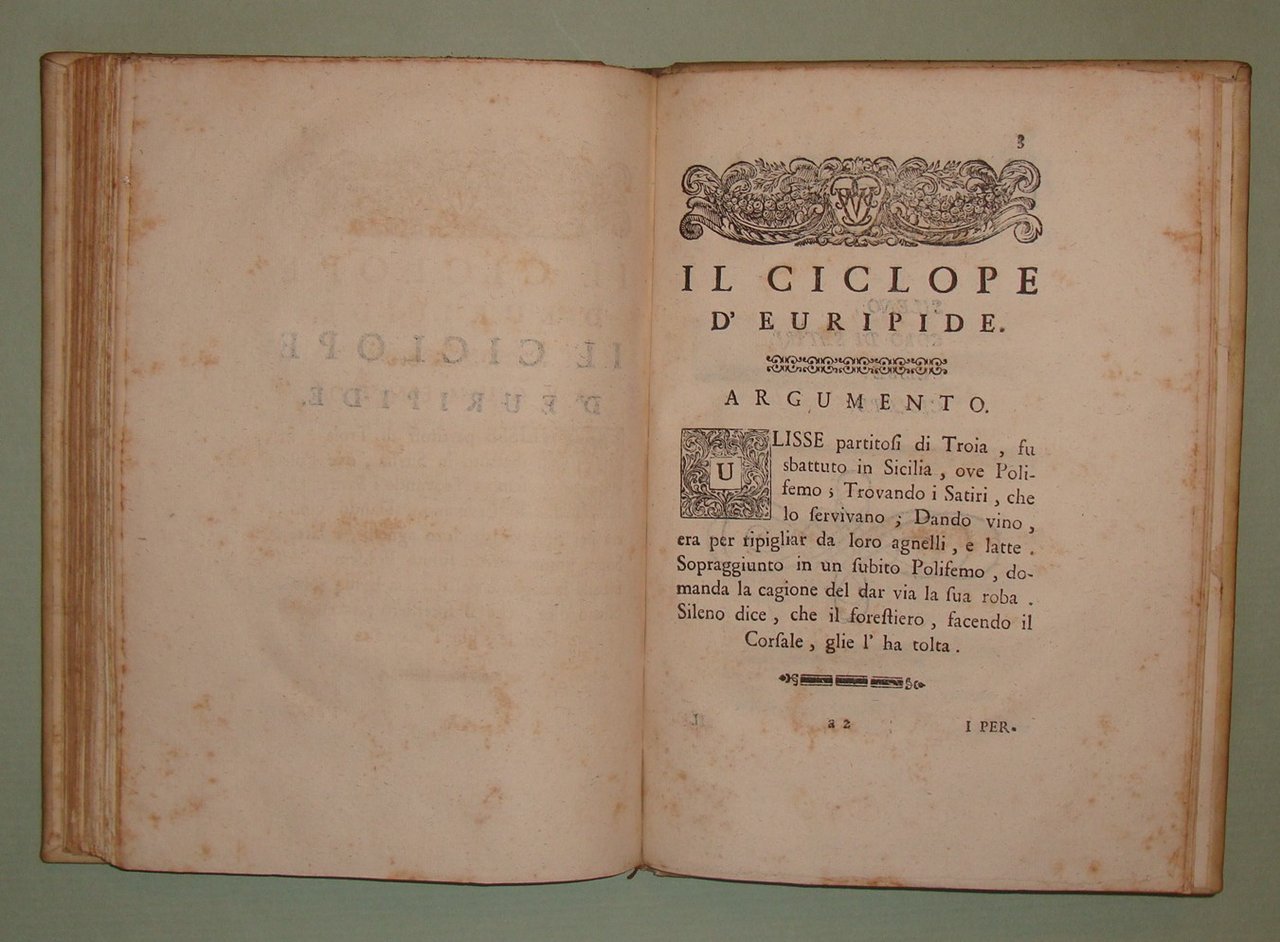 3
IL CICLOPE
D' EURIPIDE.
ARGUMENTO.
ULISSE partitoſi di Troia , fu
sbattuto in Sicilia , ove Poli-
femo ; Trovando i Satiri , che
lo ſervivano ; Dando vino ,
era per ripigliar da loro agnelli , e latte .
Sopraggiunto in un ſubito Polifemo , do-
manda la cagione del dar via la ſua roba .
Sileno dice , che il foreſtiero , facendo il
Corſale , glie l' ha tolta .
a 2
I PER.